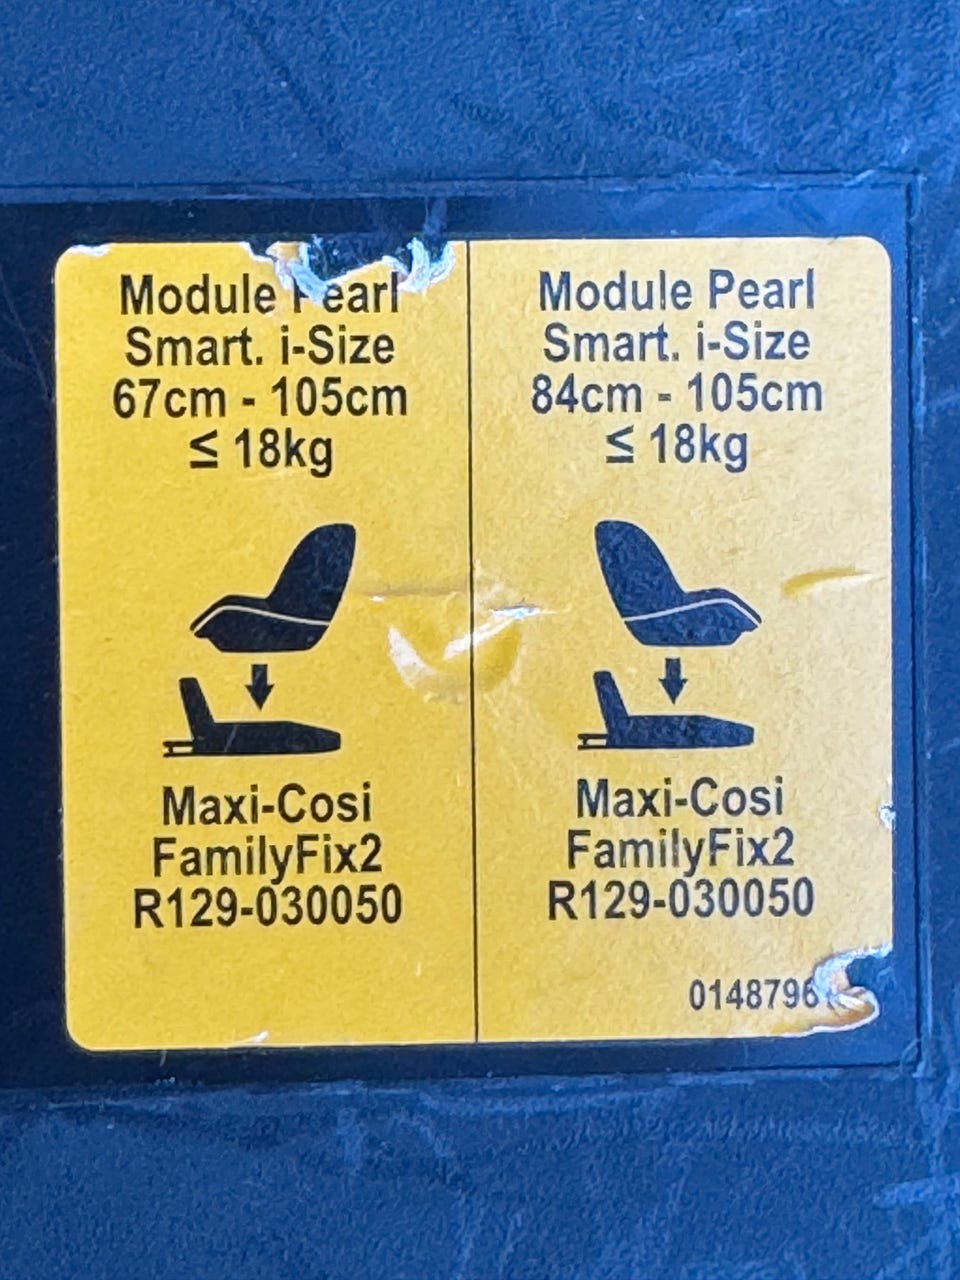 Module Pearl
Smart. i-Size
67cm - 105cm
≤ 18kg
Maxi-Cosi
FamilyFix2
R129-030050
Module Pearl
Smart. i-Size
84cm - 105cm
≤ 18kg
Maxi-Cosi
FamilyFix2
R129-030050